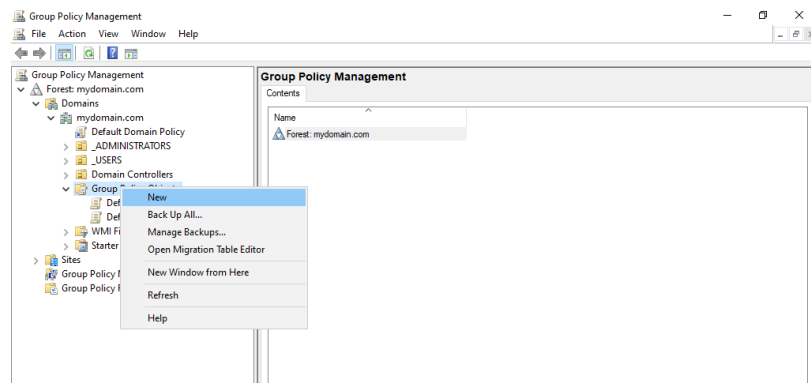 Group Policy Management
File Action View Window Help
Group Policy Management
Forest: mydomain.com
Domains
mydomain.com
Default Domain Policy
_ADMINISTRATORS
_USERS
Domain Controllers
Group
Def
Def
WMI Fi
Starter
Sites
Group Policy
Group Policy
New
Back Up All...
Manage Backups...
Open Migration Table Editor
New Window from Here
Refresh
Help
Group Policy Management
Contents
Name
Forest: mydomain.com